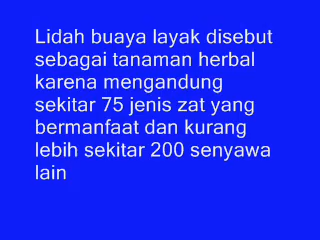 Lidah buaya layak disebut
sebagai tanaman herbal
karena mengandung
sekitar 75 jenis zat yang
bermanfaat dan kurang
lebih sekitar 200 senyawa
lain